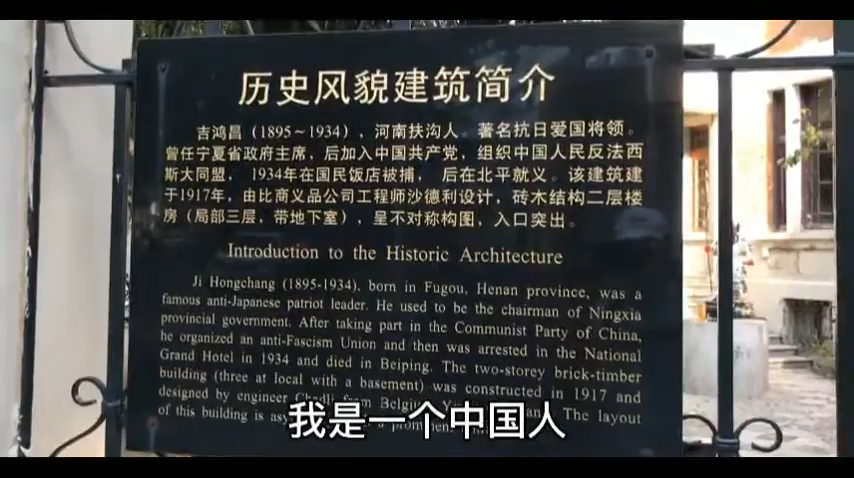 历史风貌建筑简介
吉鸿昌（1895～1934），河南扶沟人。著名抗日爱国将领。
曾任宁夏省政府主席，后加入中国共产党，组织中国人民反法西
斯大同盟，1934年在国民饭店被捕，后在北平就义。该建筑建
于1917年，由比商义品公司工程师沙德利设计，砖木结构二层楼
房（局部三层，带地下室），呈不对称构图，入口突出。
Introduction to the Historic Architecture
Ji Hongchang (1895-1934), born in Fugou, Henan province, was a
famous anti-Japanese patriot leader. He used to be the chairman of Ningxia
provincial government. After taking part in the Communist Party of China,
he organized an anti-Fascism Union and then was arrested in the National
Grand Hotel in 1934 and died in Beiping. The two-storey brick-timber
building (three at local with a basement) was constructed in 1917 and
designed by engineer from The layout
of this building is
我是一个中国人